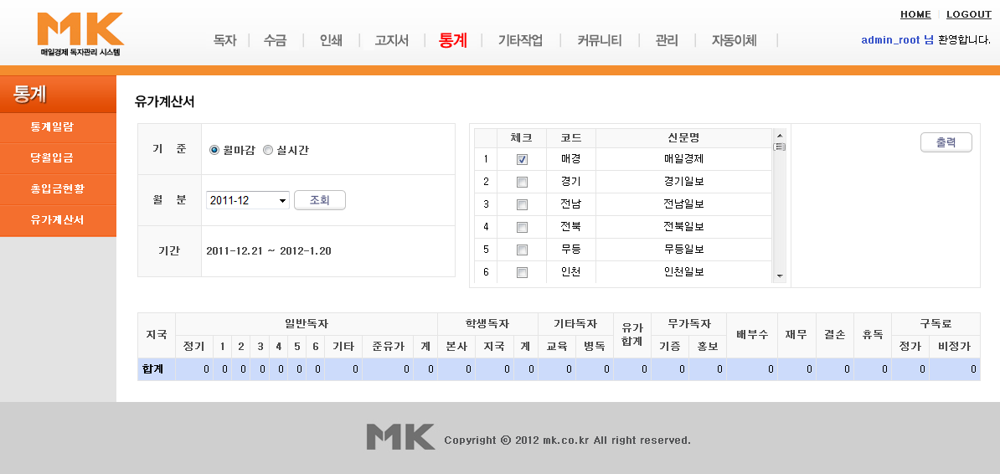 HOME | LOGOUT
MK
매일경제 독자관리 시스템
독자 수금 인쇄 고지서 통계 기타작업 커뮤니티 관리 자동이체
admin_root 님 환영합니다.
통계
통계일람
당월입금
총입금현황
유가계산서
유가계산서
기 준 월마감 실시간
월 분 2011-12 조회
기간 2011-12.21 ~ 2012-1.20
체크 코드 신문명
1 매경 매일경제
2 경기 경기일보
3 전남 전남일보
4 전북 전북일보
5 무등 무등일보
6 인천 인천일보
출력
지국 일반독자 학생독자 기타독자 유가합계 무가독자 배부수 재무 결손 휴독 구독료
정기 1 2 3 4 5 6 기타 준유가 계 본사 지국 계 교육 병독 기증 홍보 정가 비정가
합계 0 0 0 0 0 0 0 0 0 0 0 0 0 0 0 0 0 0 0 0 0 0 0 0
MK Copyright ⓒ 2012 mk.co.kr All right reserved.